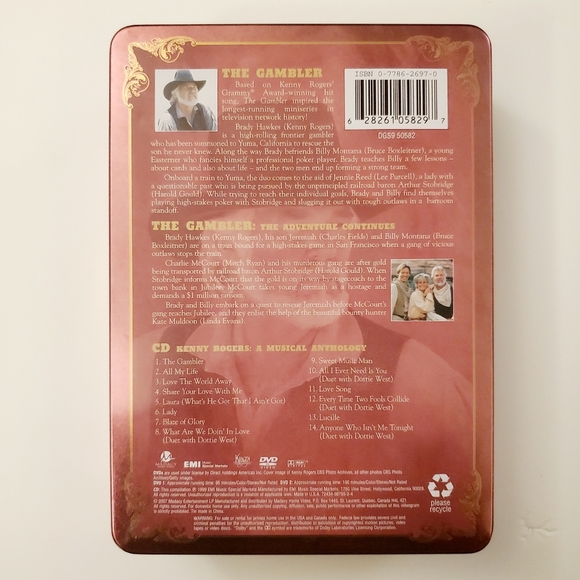 THE GAMBLER
Based on Kenny Rogers'
Grammy® Award-winning hit
song, The Gambler inspired the
longest-running miniseries in
television network history!
Brady Hawkes (Kenny Rogers)
is a high-rolling frontier gambler
who has been summoned to Yuma, California to rescue the
son he never knew. Along the way Brady befriends Billy Montana (Bruce Boxleitner), a young
Easterner who fancies himself a professional poker player. Brady teaches Billy a few lessons –
about cards and also about life – and the two men end up forming a strong team.
Onboard a train to Yuma, the duo comes to the aid of Jennie Reed (Lee Purcell), a lady with
a questionable past who is being pursued by the unprincipled railroad baron Arthur Stobridge
(Harold Gould). While trying to reach their individual goals, Brady and Billy find themselves
playing high-stakes poker with Stobridge and slugging it out with tough outlaws in a barroom
standoff.
ISBN 0-7786-2697-0
6 28261 05829 7
DGS9 50582
THE GAMBLER: THE ADVENTURE CONTINUES
Brady Hawkes (Kenny Rogers), his son Jeremiah (Charles Fields) and Billy Montana (Bruce
Boxleitner) are on a train bound for a high-stakes game in San Francisco when a gang of vicious
outlaws stops the train.
Charlie McCourt (Mitch Ryan) and his murderous gang are after gold
being transported by railroad baron Arthur Stobridge (Harold Gould). When
Stobridge informs McCourt that the gold is on its way by stagecoach to the
town bank in Jubilee McCourt takes young Jeremiah as a hostage and
demands a $1 million ransom.
Brady and Billy embark on a quest to rescue Jeremiah before McCourt's
gang reaches Jubilee, and they enlist the help of the beautiful bounty hunter
Kate Muldoon (Linda Evans).
CD KENNY ROGERS: A MUSICAL ANTHOLOGY
1. The Gambler
2. All My Life
3. Love The World Away
4. Share Your Love With Me
5. Laura (What's He Got That I Ain't Got)
6. Lady
7. Blaze of Glory
8. What Are We Doin' In Love
(Duet with Dottie West)
9. Sweet Music Man
10. All I Ever Need Is You
(Duet with Dottie West)
11. Love Song
12. Every Time Two Fools Collide
(Duet with Dottie West)
13. Lucille
14. Anyone Who Isn't Me Tonight
(Duet with Dottie West)
EMI
DVD
please
recycle